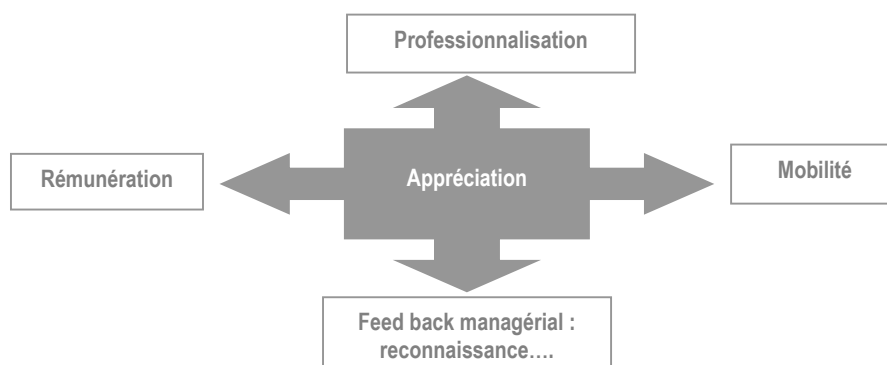 Professionnalisation
Rémunération
Appréciation
Mobilité
Feed back managérial :
reconnaissance….